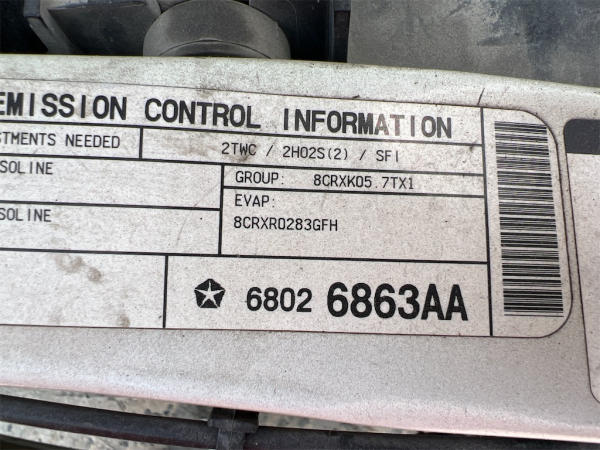 EMISSION CONTROL INFORMATION
STMENTS NEEDED
2TWC / 2HO2S(2) / SFI
SOLINE
GROUP: 8CRXK05.7TX1
EVAP:
8CRXR0283GFH
SOLINE
6802 6863AA